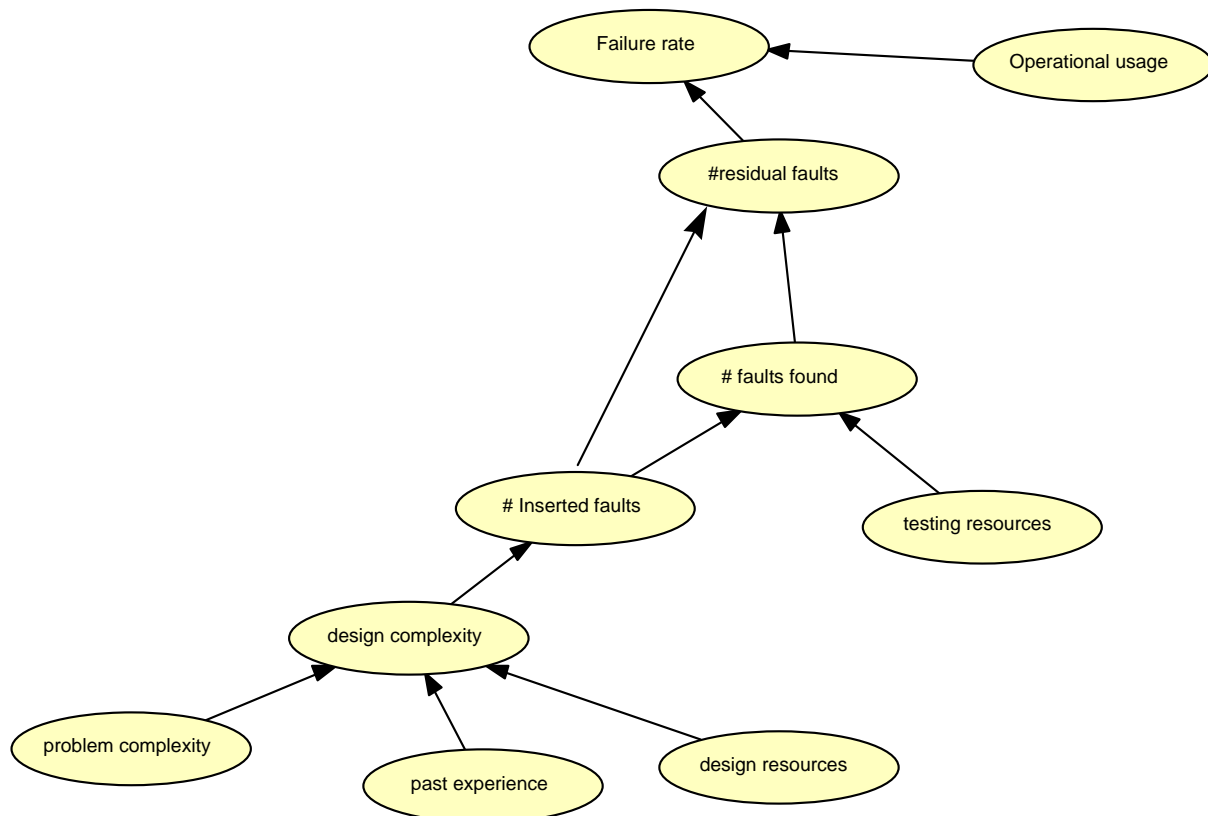 Failure rate
Operational usage
#residual faults
# faults found
# Inserted faults
testing resources
design complexity
problem complexity
past experience
design resources